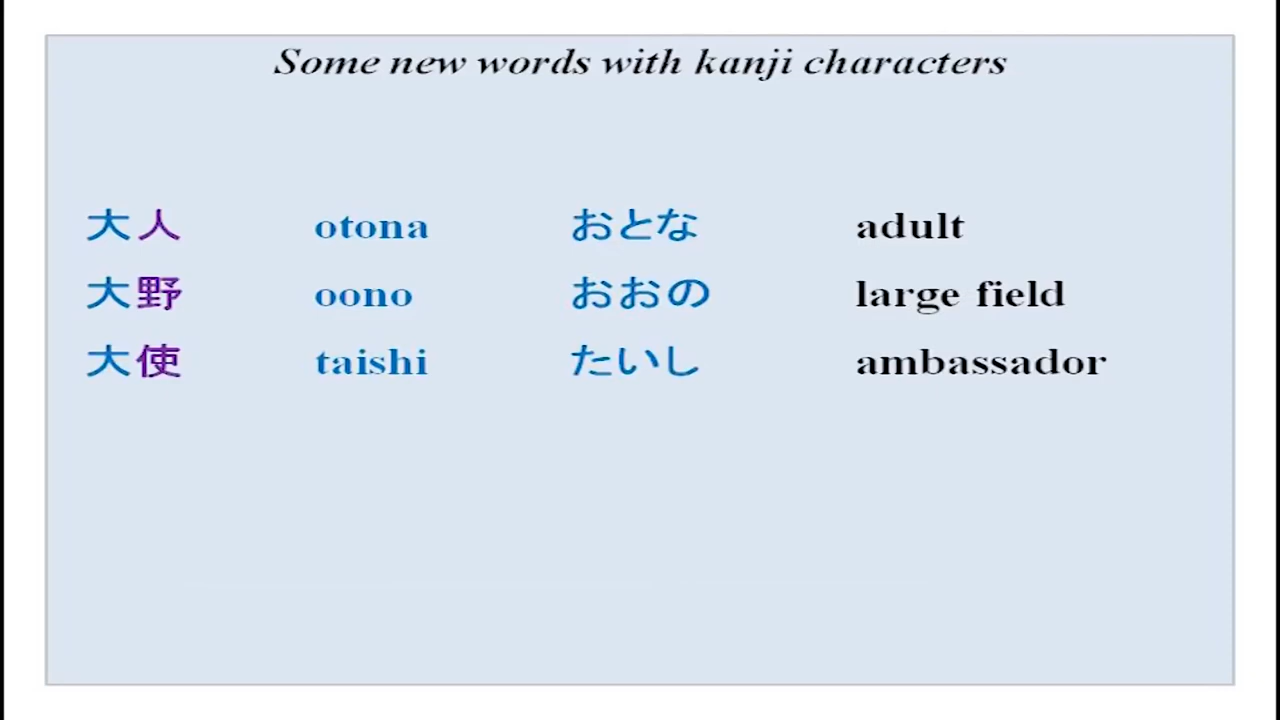 Some new words with kanji characters
大人 otona おとな adult
大野 oono おおの large field
大使 taishi たいし ambassador